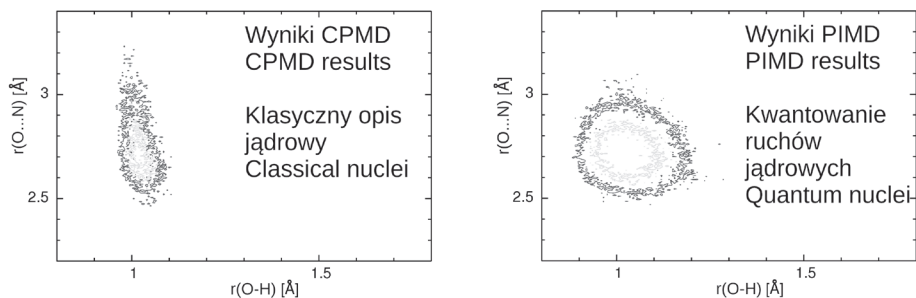 Wyniki CPMD
CPMD results
Klasyczny opis
jądrowy
Classical nuclei
r(O...N) [Å]
3
2.5
1
1.5
r(O-H) [Å]
Wyniki PIMD
PIMD results
Kwantowanie
ruchów
jądrowych
Quantum nuclei
r(O...N) [Å]
3
2.5
1
1.5
r(O-H) [Å]